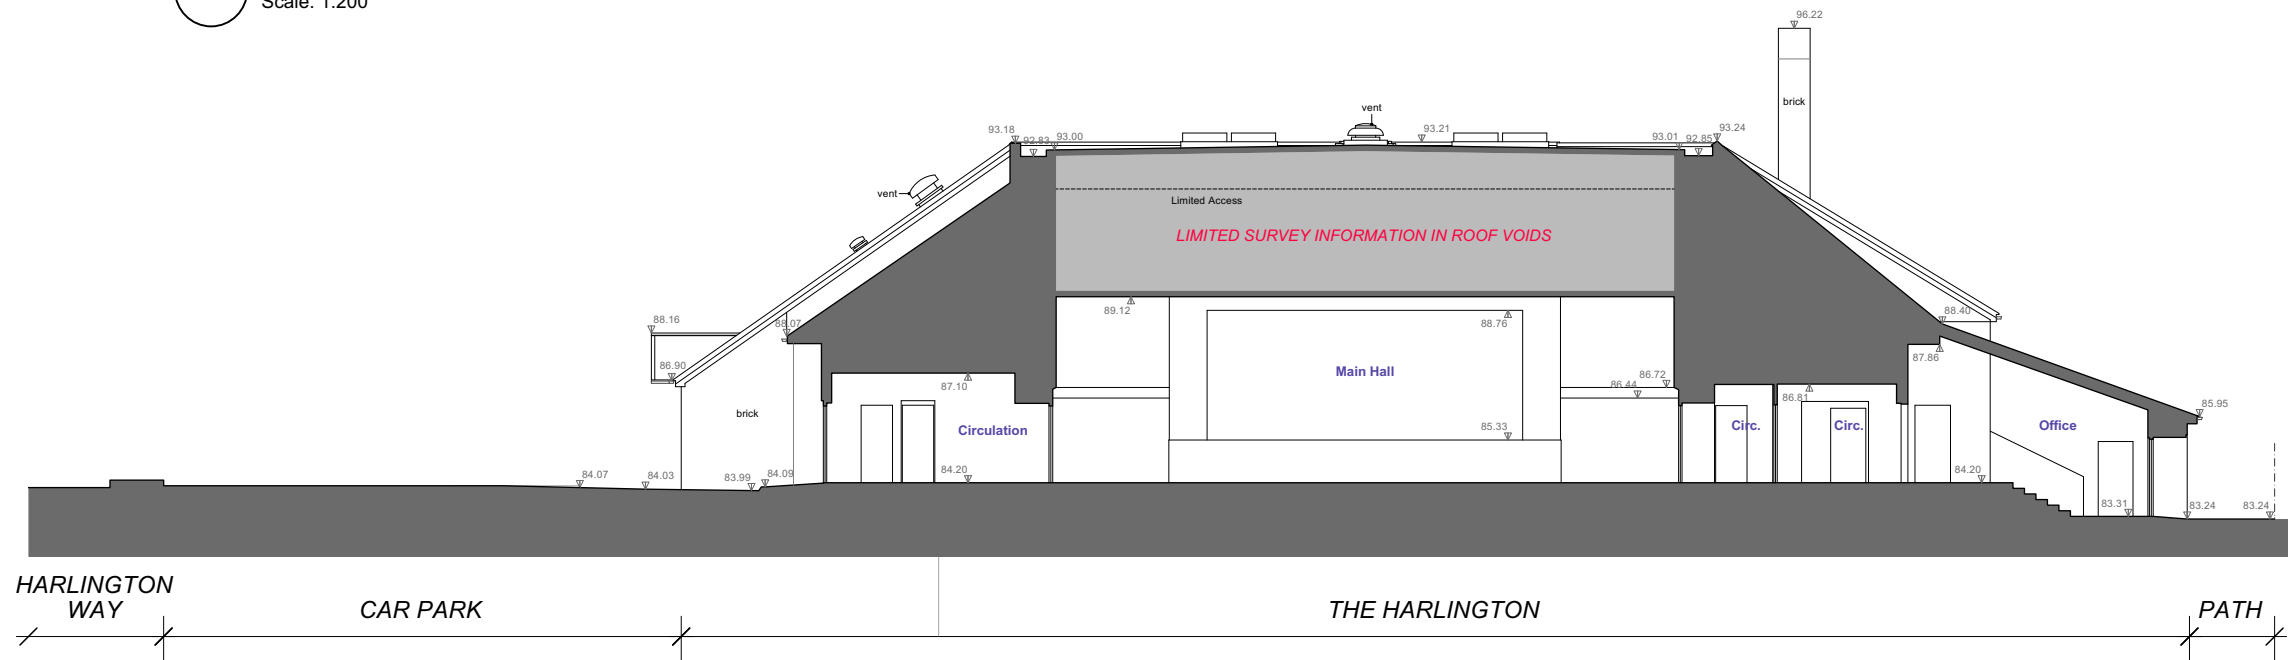 Scale: 1:200
96.22
brick
vent
93.18
92.83
93.00
93.21
93.01
92.85
93.24
vent
Limited Access
LIMITED SURVEY INFORMATION IN ROOF VOIDS
88.16
88.07
89.12
88.76
88.40
86.90
87.10
Main Hall
86.72
86.44
87.86
86.81
85.95
brick
Circulation
85.33
Circ.
Circ.
Office
84.07
84.03
83.99
84.09
84.20
84.20
83.31
83.24
83.24
HARLINGTON
WAY
CAR PARK
THE HARLINGTON
PATH